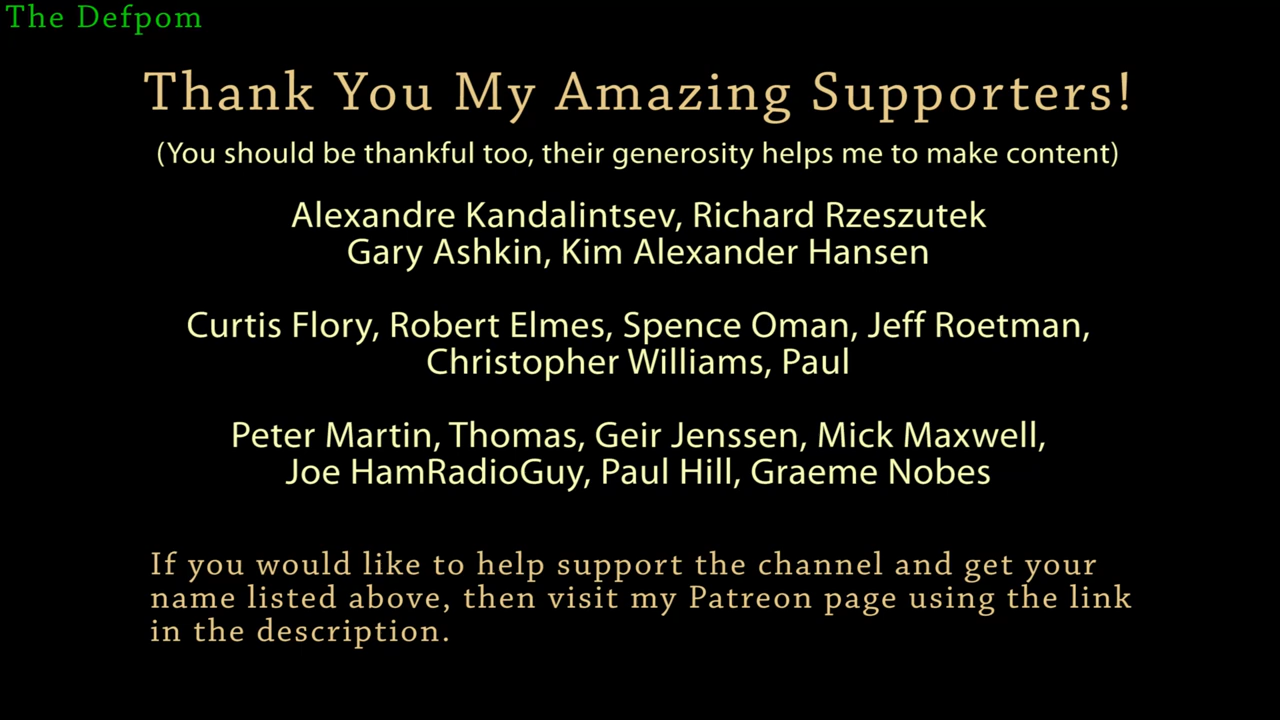 The Defpom
Thank You My Amazing Supporters!
(You should be thankful too, their generosity helps me to make content)
Alexandre Kandalintsev, Richard Rzeszutek
Gary Ashkin, Kim Alexander Hansen
Curtis Flory, Robert Elmes, Spence Oman, Jeff Roetman,
Christopher Williams, Paul
Peter Martin, Thomas, Geir Jenssen, Mick Maxwell,
Joe HamRadioGuy, Paul Hill, Graeme Nobes
If you would like to help support the channel and get your
name listed above, then visit my Patreon page using the link
in the description.